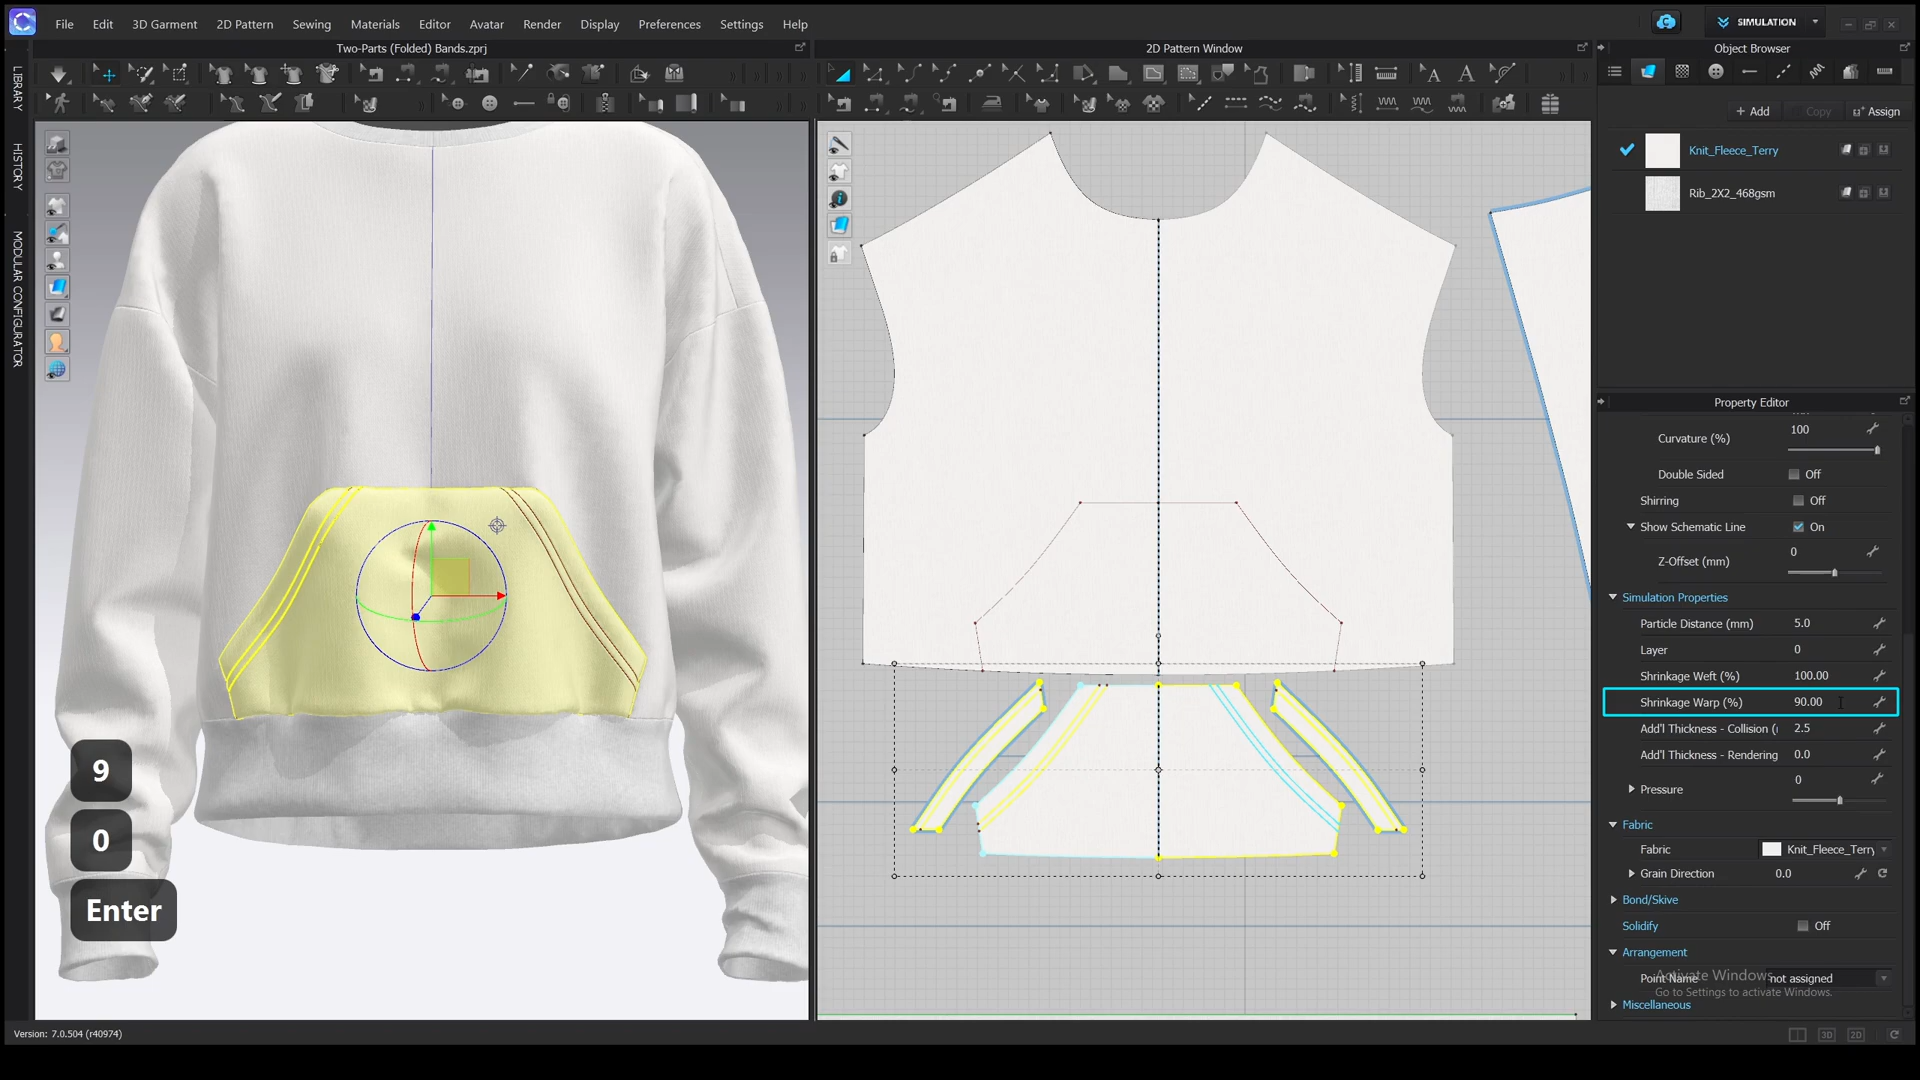 File Edit 3D Garment 2D Pattern Sewing Materials Editor Avatar Render Display Preferences Settings Help
SIMULATION
Two-Parts (Folded) Bands.zprj
2D Pattern Window
Object Browser
LIBRARY
HISTORY
MODULAR CONFIGURATOR
+ Add Copy Assign
Knit_Fleece_Terry
Rib_2X2_468gsm
Property Editor
Curvature (%) 100
Double Sided Off
Shirring Off
Show Schematic Line On
Z-Offset (mm) 0
Simulation Properties
Particle Distance (mm) 5.0
Layer 0
Shrinkage Weft (%) 100.00
Shrinkage Warp (%) 90.00
Add'l Thickness - Collision ( 2.5
Add'l Thickness - Rendering 0.0
Pressure 0
Fabric
Fabric Knit_Fleece_Terry
Grain Direction 0.0
Bond/Skive
Solidify Off
Arrangement
Point Name not assigned
Activate Windows
Go to Settings to activate Windows.
Miscellaneous
9
0
Enter
Version: 7.0.504 (r40974)
3D 2D